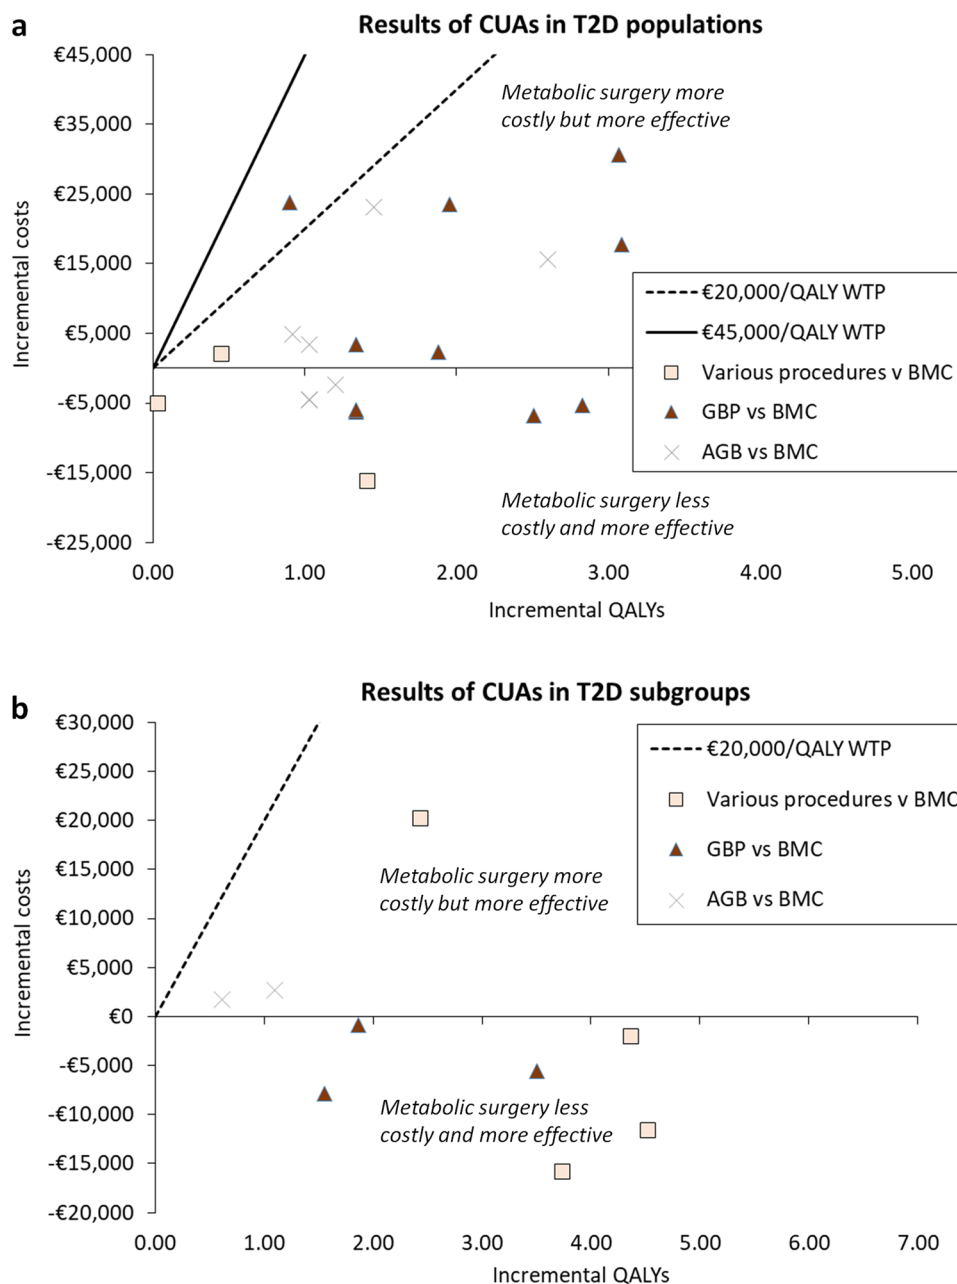 a
Results of CUAs in T2D populations
€45,000
€35,000
€25,000
€15,000
€5,000
-€5,000
-€15,000
-€25,000
Incremental costs
Metabolic surgery more
costly but more effective
€20,000/QALY WTP
€45,000/QALY WTP
Various procedures v BMC
GBP vs BMC
AGB vs BMC
Metabolic surgery less
costly and more effective
0.00 1.00 2.00 3.00 4.00 5.00
Incremental QALYs
b
Results of CUAs in T2D subgroups
€30,000
€25,000
€20,000
€15,000
€10,000
€5,000
€0
-€5,000
-€10,000
-€15,000
-€20,000
Incremental costs
€20,000/QALY WTP
Various procedures v BMC
GBP vs BMC
AGB vs BMC
Metabolic surgery more
costly but more effective
Metabolic surgery less
costly and more effective
0.00 1.00 2.00 3.00 4.00 5.00 6.00 7.00
Incremental QALYs